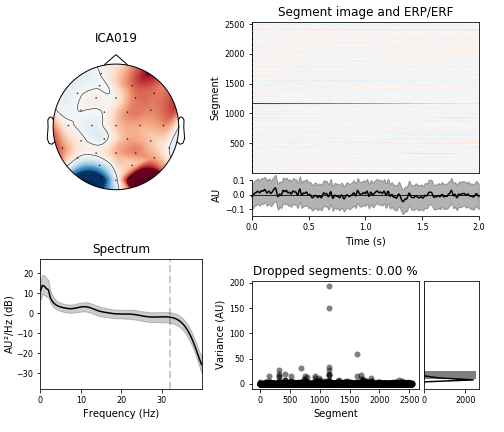 ICA019
Segment image and ERP/ERF
Segment
2500
2000
1500
1000
500
AU
0.1
0.0
−0.1
0.0 0.5 1.0 1.5 2.0
Time (s)
Spectrum
AU²/Hz (dB)
20
10
0
−10
−20
−30
0 10 20 30
Frequency (Hz)
Dropped segments: 0.00 %
Variance (AU)
200
150
100
50
0
0 500 1000 1500 2000 2500
Segment
0 2000